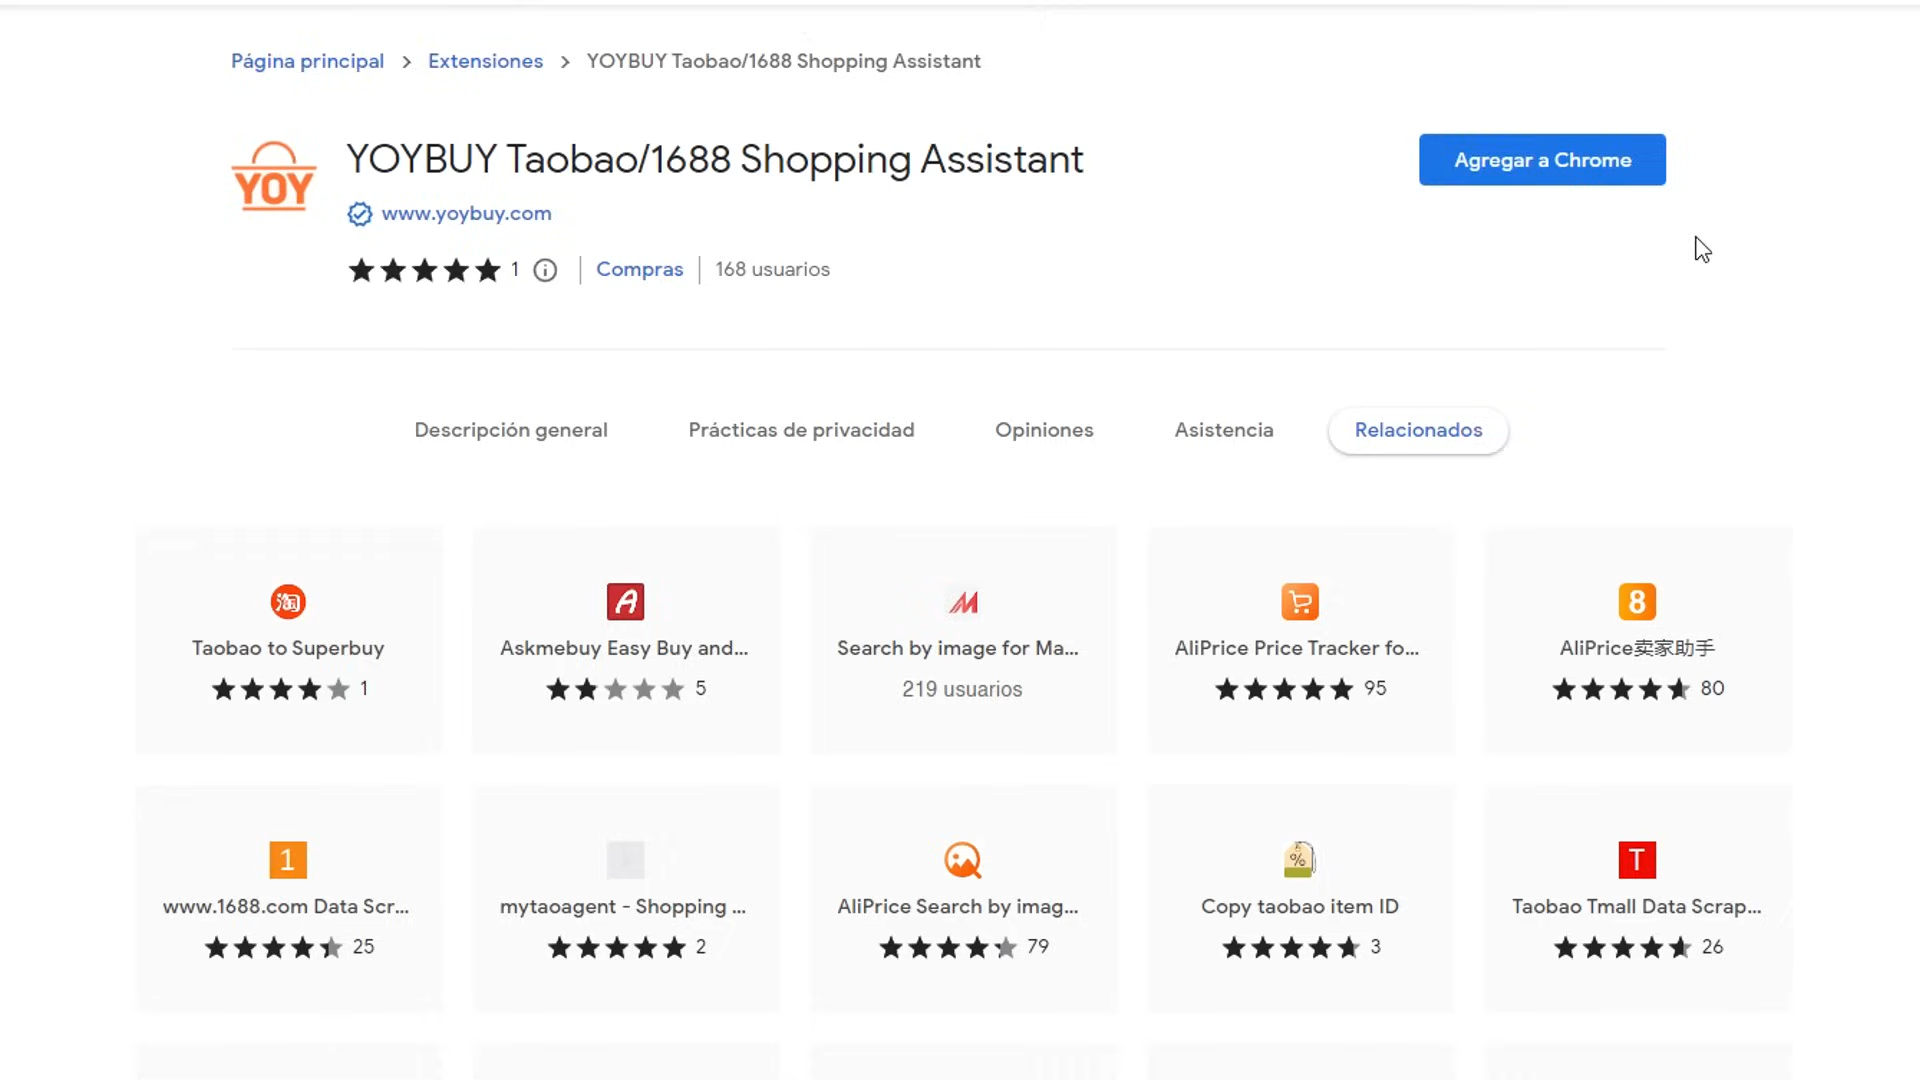 Página principal > Extensiones > YOYBUY Taobao/1688 Shopping Assistant
YOY
YOYBUY Taobao/1688 Shopping Assistant
Agregar a Chrome
www.yoybuy.com
1 | Compras | 168 usuarios
Descripción general
Prácticas de privacidad
Opiniones
Asistencia
Relacionados
淘
Taobao to Superbuy
1
A
Askmebuy Easy Buy and...
5
M
Search by image for Ma...
219 usuarios
AliPrice Price Tracker fo...
95
8
AliPrice卖家助手
80
1
www.1688.com Data Scr...
25
mytaoagent - Shopping ...
2
AliPrice Search by imag...
79
%
Copy taobao item ID
3
T
Taobao Tmall Data Scrap...
26